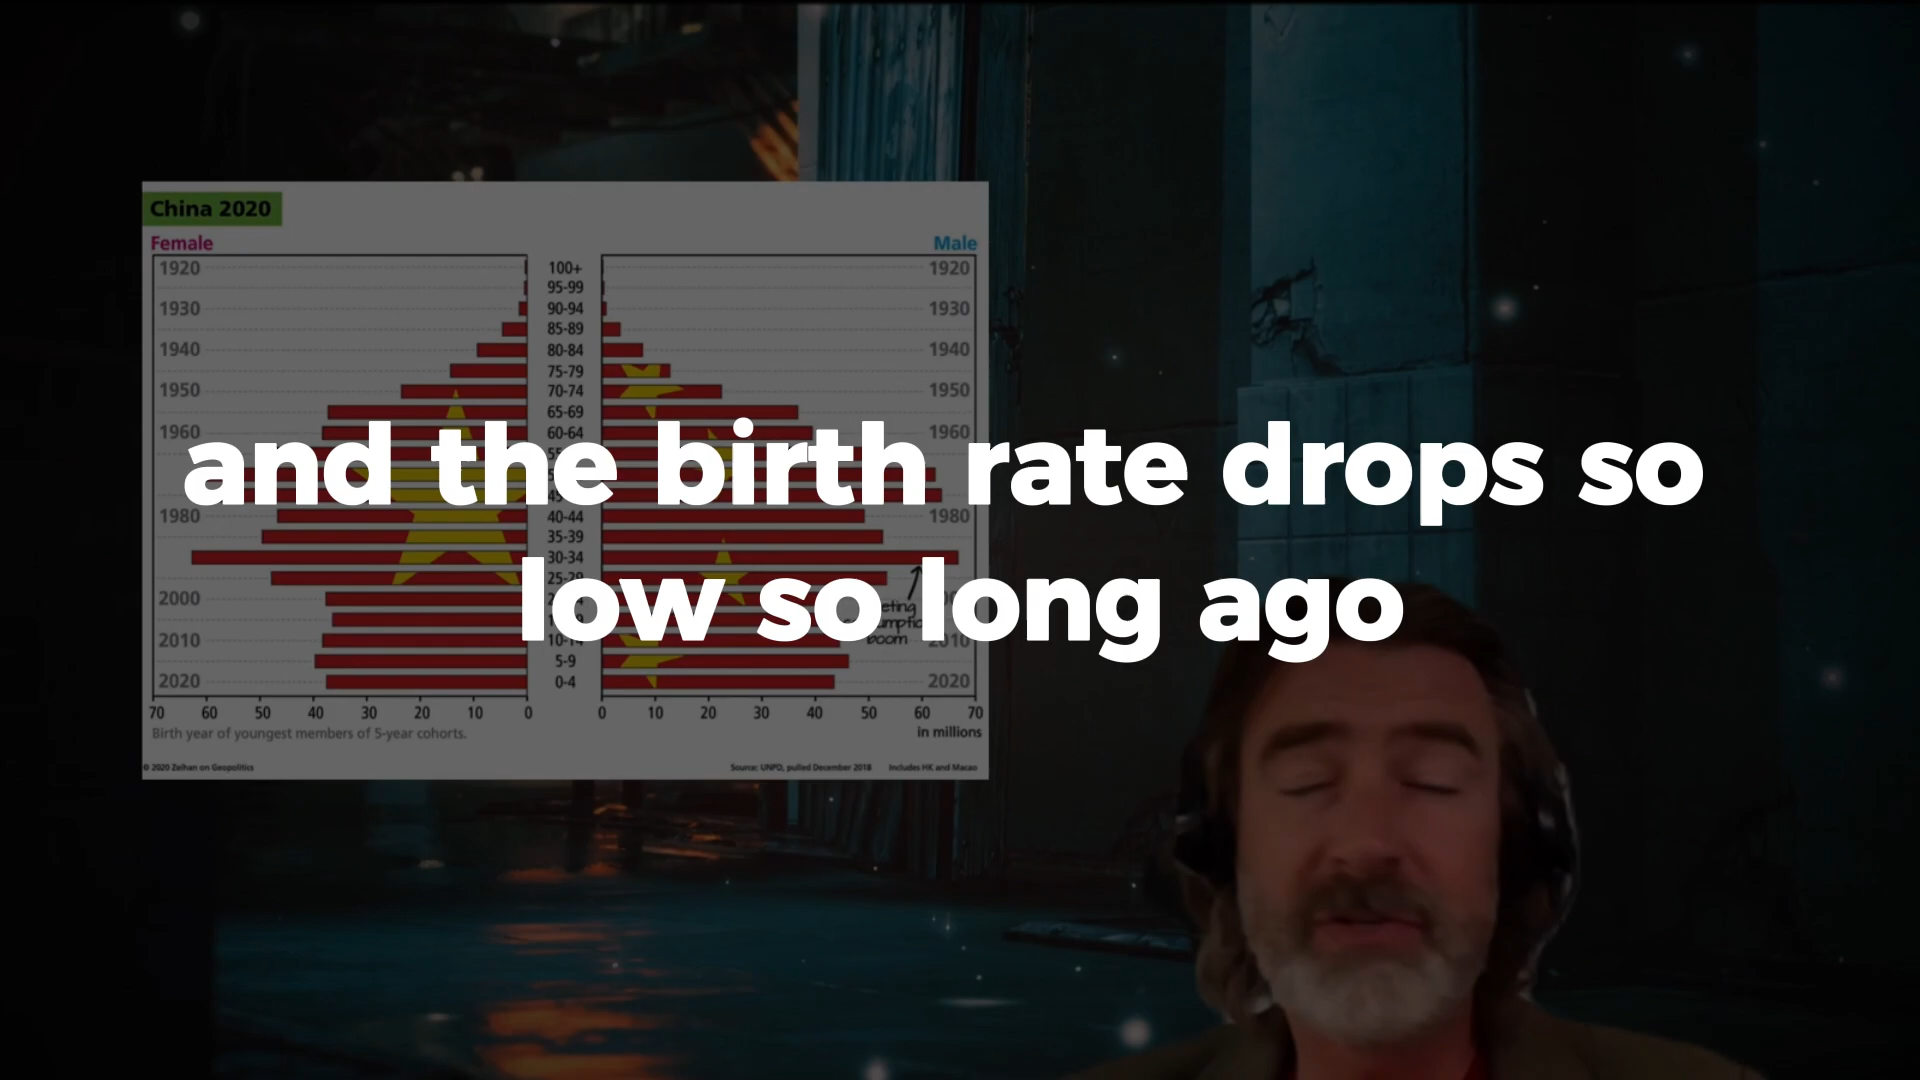 China 2020
Female Male
1920 100+ 1920
95-99
1930 90-94 1930
85-89
1940 80-84 1940
75-79
1950 70-74 1950
65-69
1960 60-64 1960
and the birth rate drops so
1980 40-44 1980
35-39
30-34
low so long ago
2000
boom
2010 2010
5-9
2020 0-4 2020
70 60 50 40 30 20 10 0 0 10 20 30 40 50 60 70
Birth year of youngest members of 5-year cohorts. in millions
© 2020 Zeihan on Geopolitics Source: UNPD, pulled December 2018 Includes HK and Macao